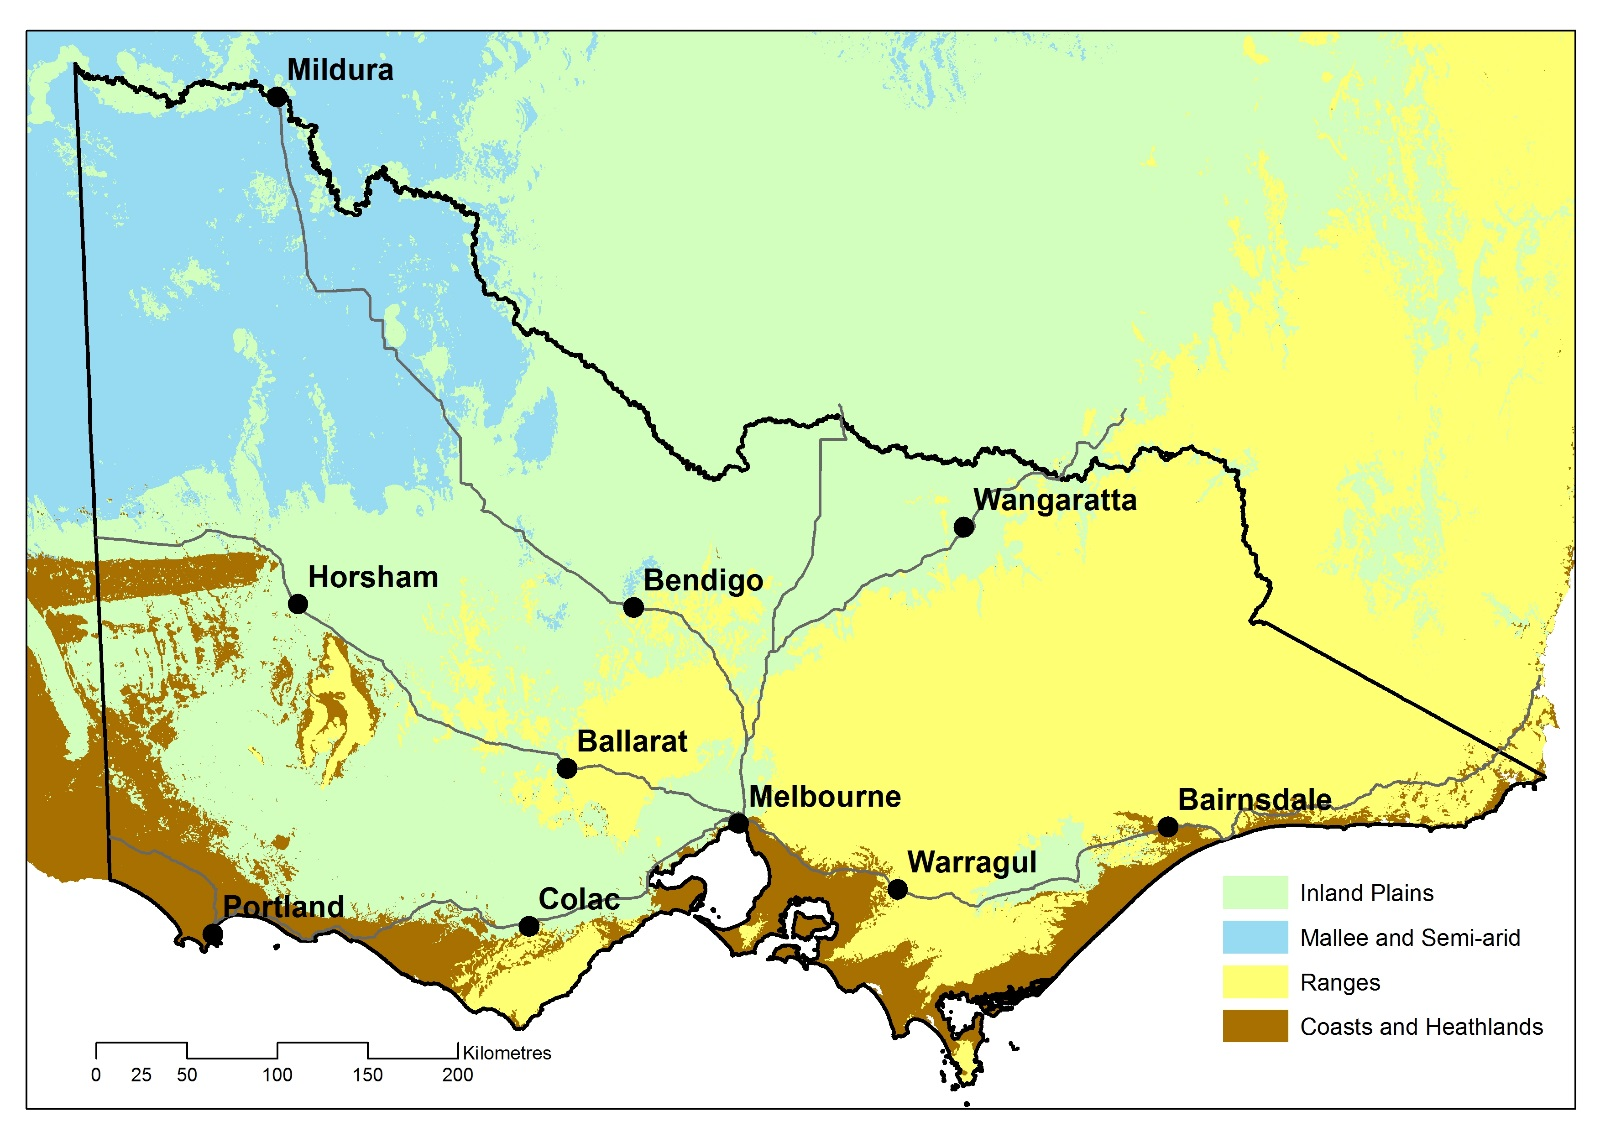 Mildura
Wangaratta
Horsham
Bendigo
Ballarat
Melbourne
Bairnsdale
Warragul
Colac
Portland
Inland Plains
Mallee and Semi-arid
Ranges
Coasts and Heathlands
Kilometres
0 25 50 100 150 200